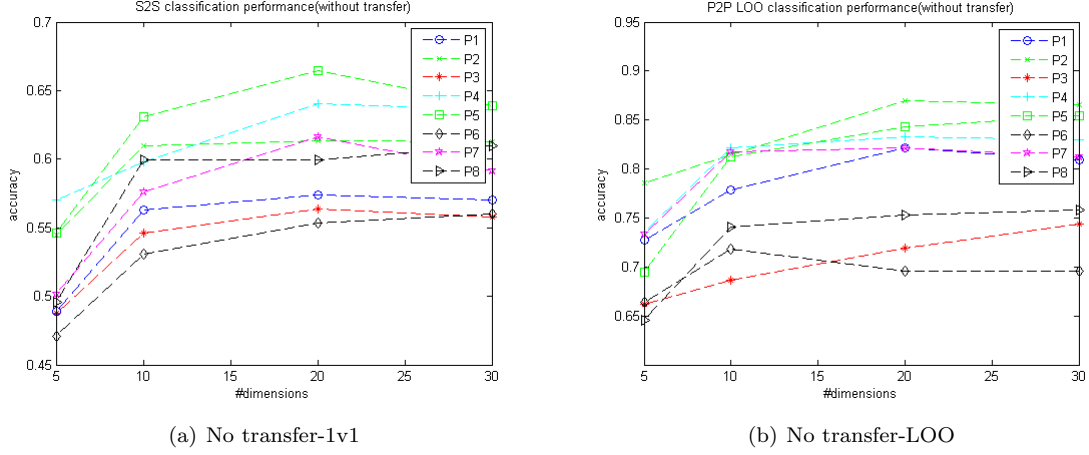 S2S classification performance(without transfer)
0.7
0.65
0.6
0.55
0.5
0.45
accuracy
5
10
15
20
25
30
#dimensions
P1
P2
P3
P4
P5
P6
P7
P8
(a) No transfer-1v1
P2P LOO classification performance(without transfer)
0.95
0.9
0.85
0.8
0.75
0.7
0.65
accuracy
5
10
15
20
25
30
#dimensions
P1
P2
P3
P4
P5
P6
P7
P8
(b) No transfer-LOO